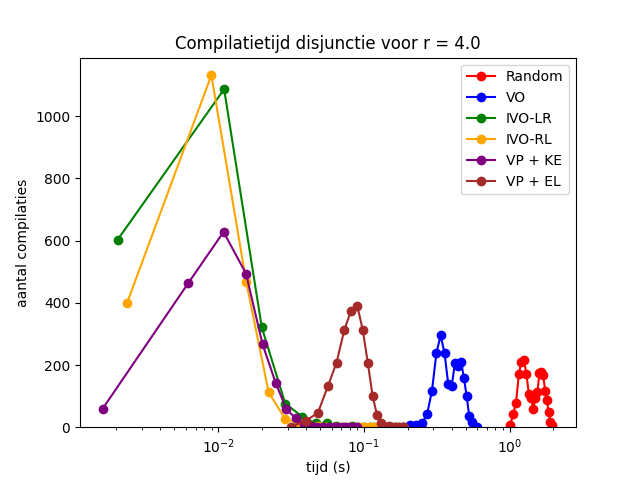 Compilatietijd disjunctie voor r = 4.0
aantal compilaties
1000
800
600
400
200
0
10⁻²
10⁻¹
10⁰
tijd (s)
Random
VO
IVO-LR
IVO-RL
VP + KE
VP + EL